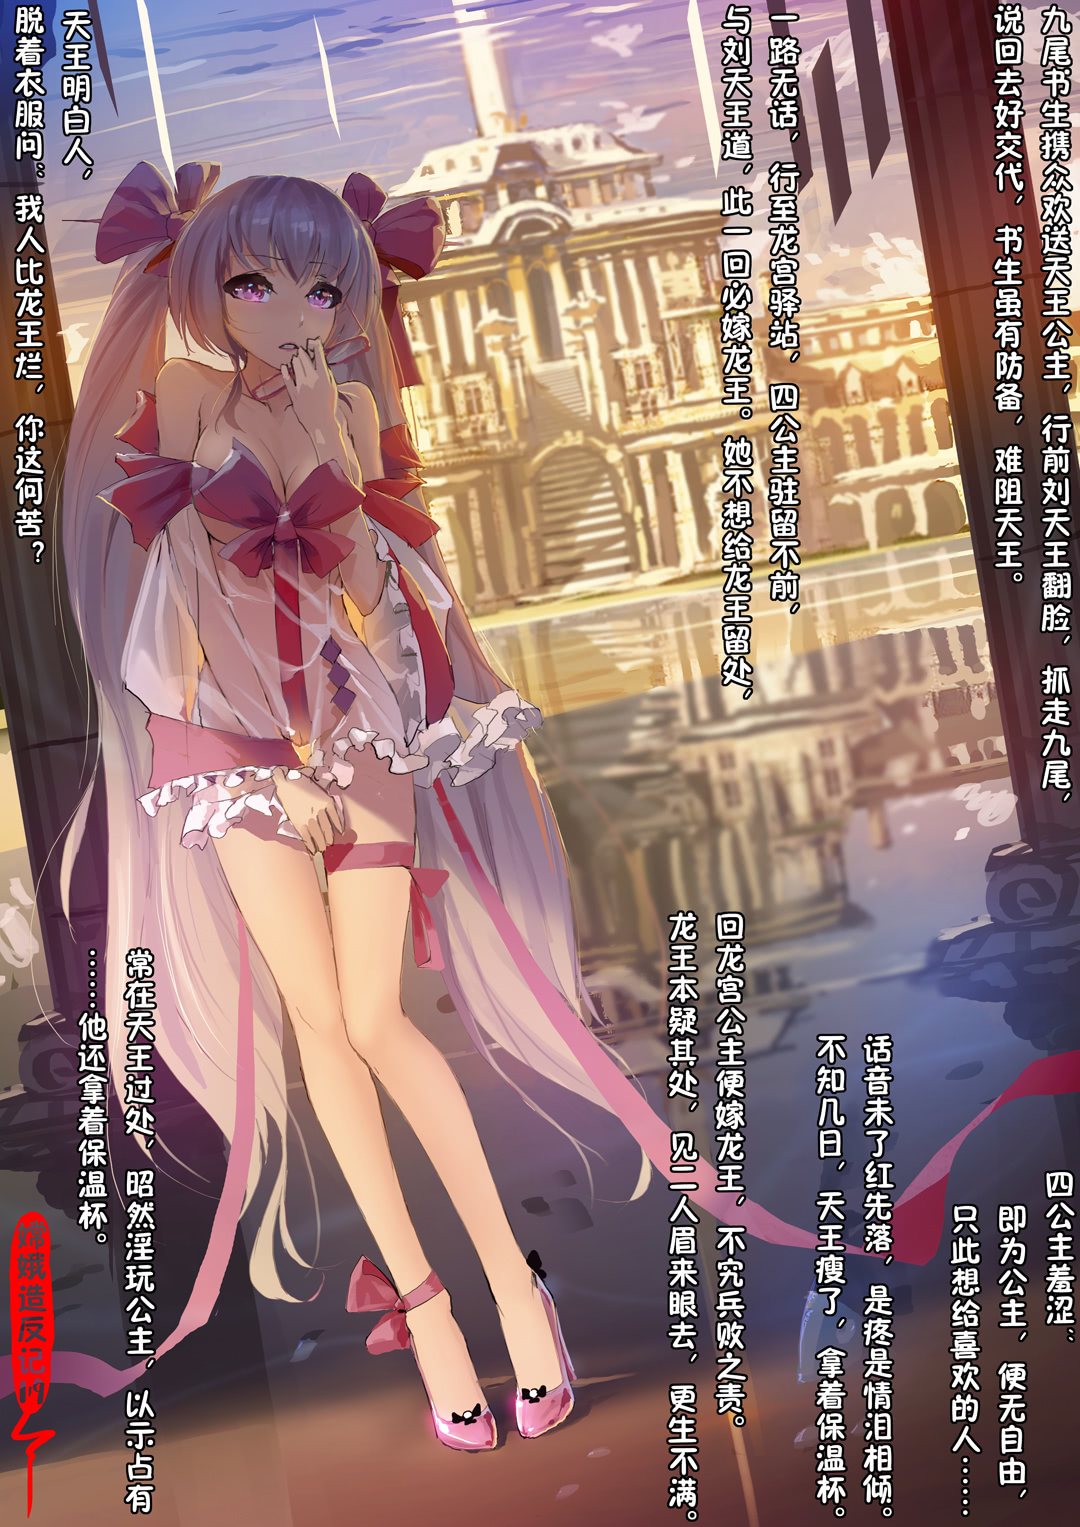 九尾书生携众欢送天王公主，行前刘天王翻脸，抓走九尾，
说回去好交代，书生虽有防备，难阻天王。
一路无话，行至龙宫驿站，四公主驻留不前，
与刘天王道，此一回必嫁龙王。她不想给龙王留处，
天王明白人，
脱着衣服问：我人比龙王烂，你这何苦？
四公主羞涩：
即为公主，便无自由，
只此想给喜欢的人……
话音未了红先落，是疼是情泪相倾。
不知几日，天王瘦了，拿着保温杯。
回龙宫公主便嫁龙王，不究兵败之责。
龙王本疑其处，见二人眉来眼去，更生不满。
常在天王过处，昭然淫玩公主，以示占有
……他还拿着保温杯。
嫦娥造反记
119